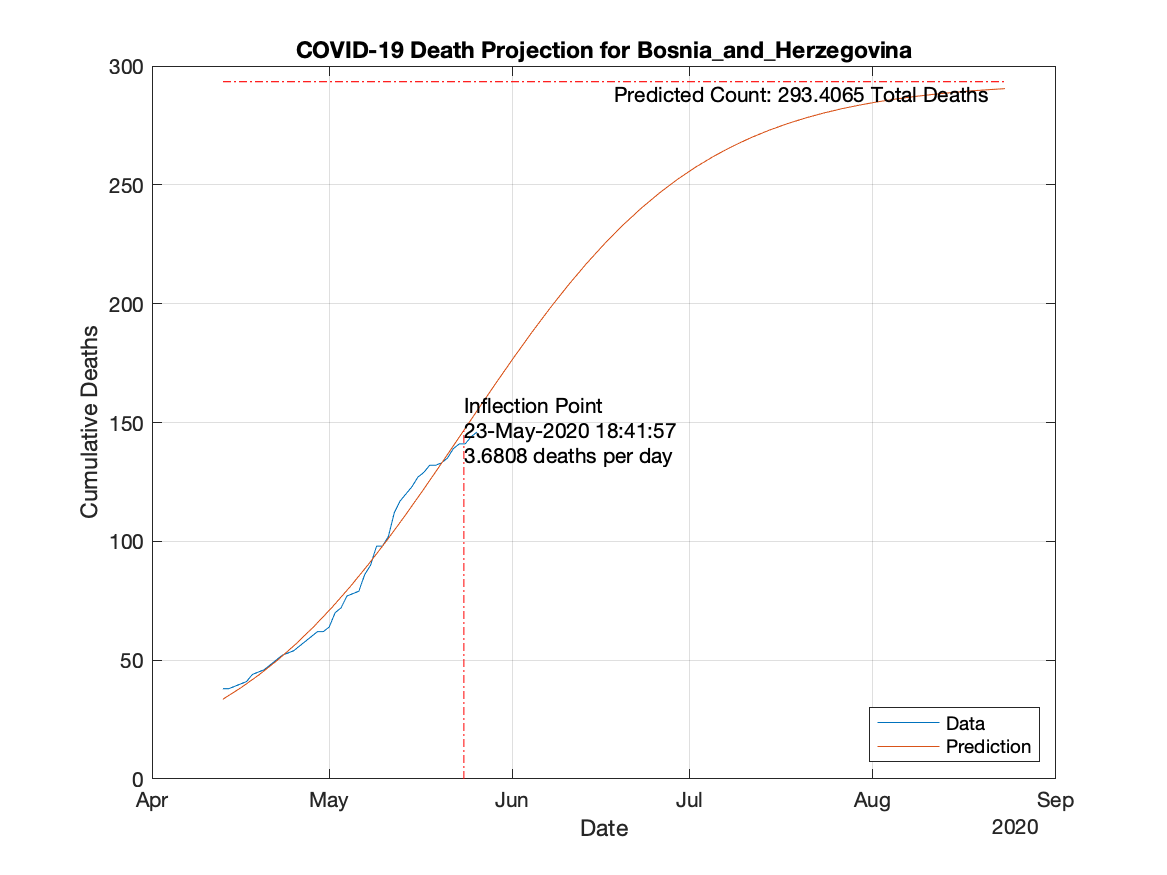 COVID-19 Death Projection for Bosnia_and_Herzegovina
300
Predicted Count: 293.4065 Total Deaths
250
200
Cumulative Deaths
Inflection Point
150
23-May-2020 18:41:57
3.6808 deaths per day
100
50
Data
Prediction
0
Apr May Jun Jul Aug Sep
Date
2020